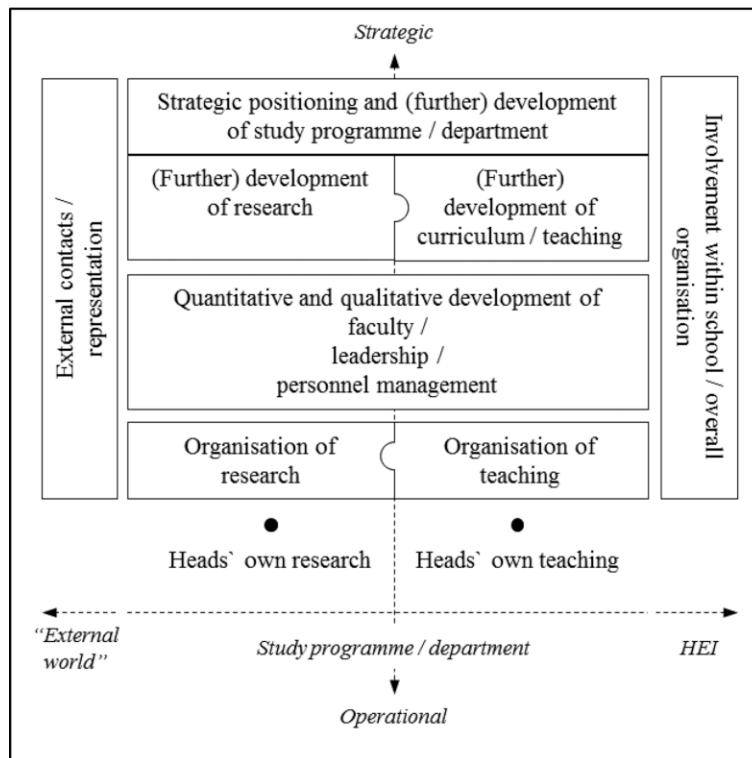 Strategic
External contacts /
representation
Strategic positioning and (further) development
of study programme / department
(Further) development
of research
(Further)
development of
curriculum / teaching
Quantitative and qualitative development of
faculty /
leadership /
personnel management
Organisation of
research
Organisation of
teaching
Involvement within school / overall
organisation
Heads` own research
Heads` own teaching
“External
world”
Study programme / department
HEI
Operational